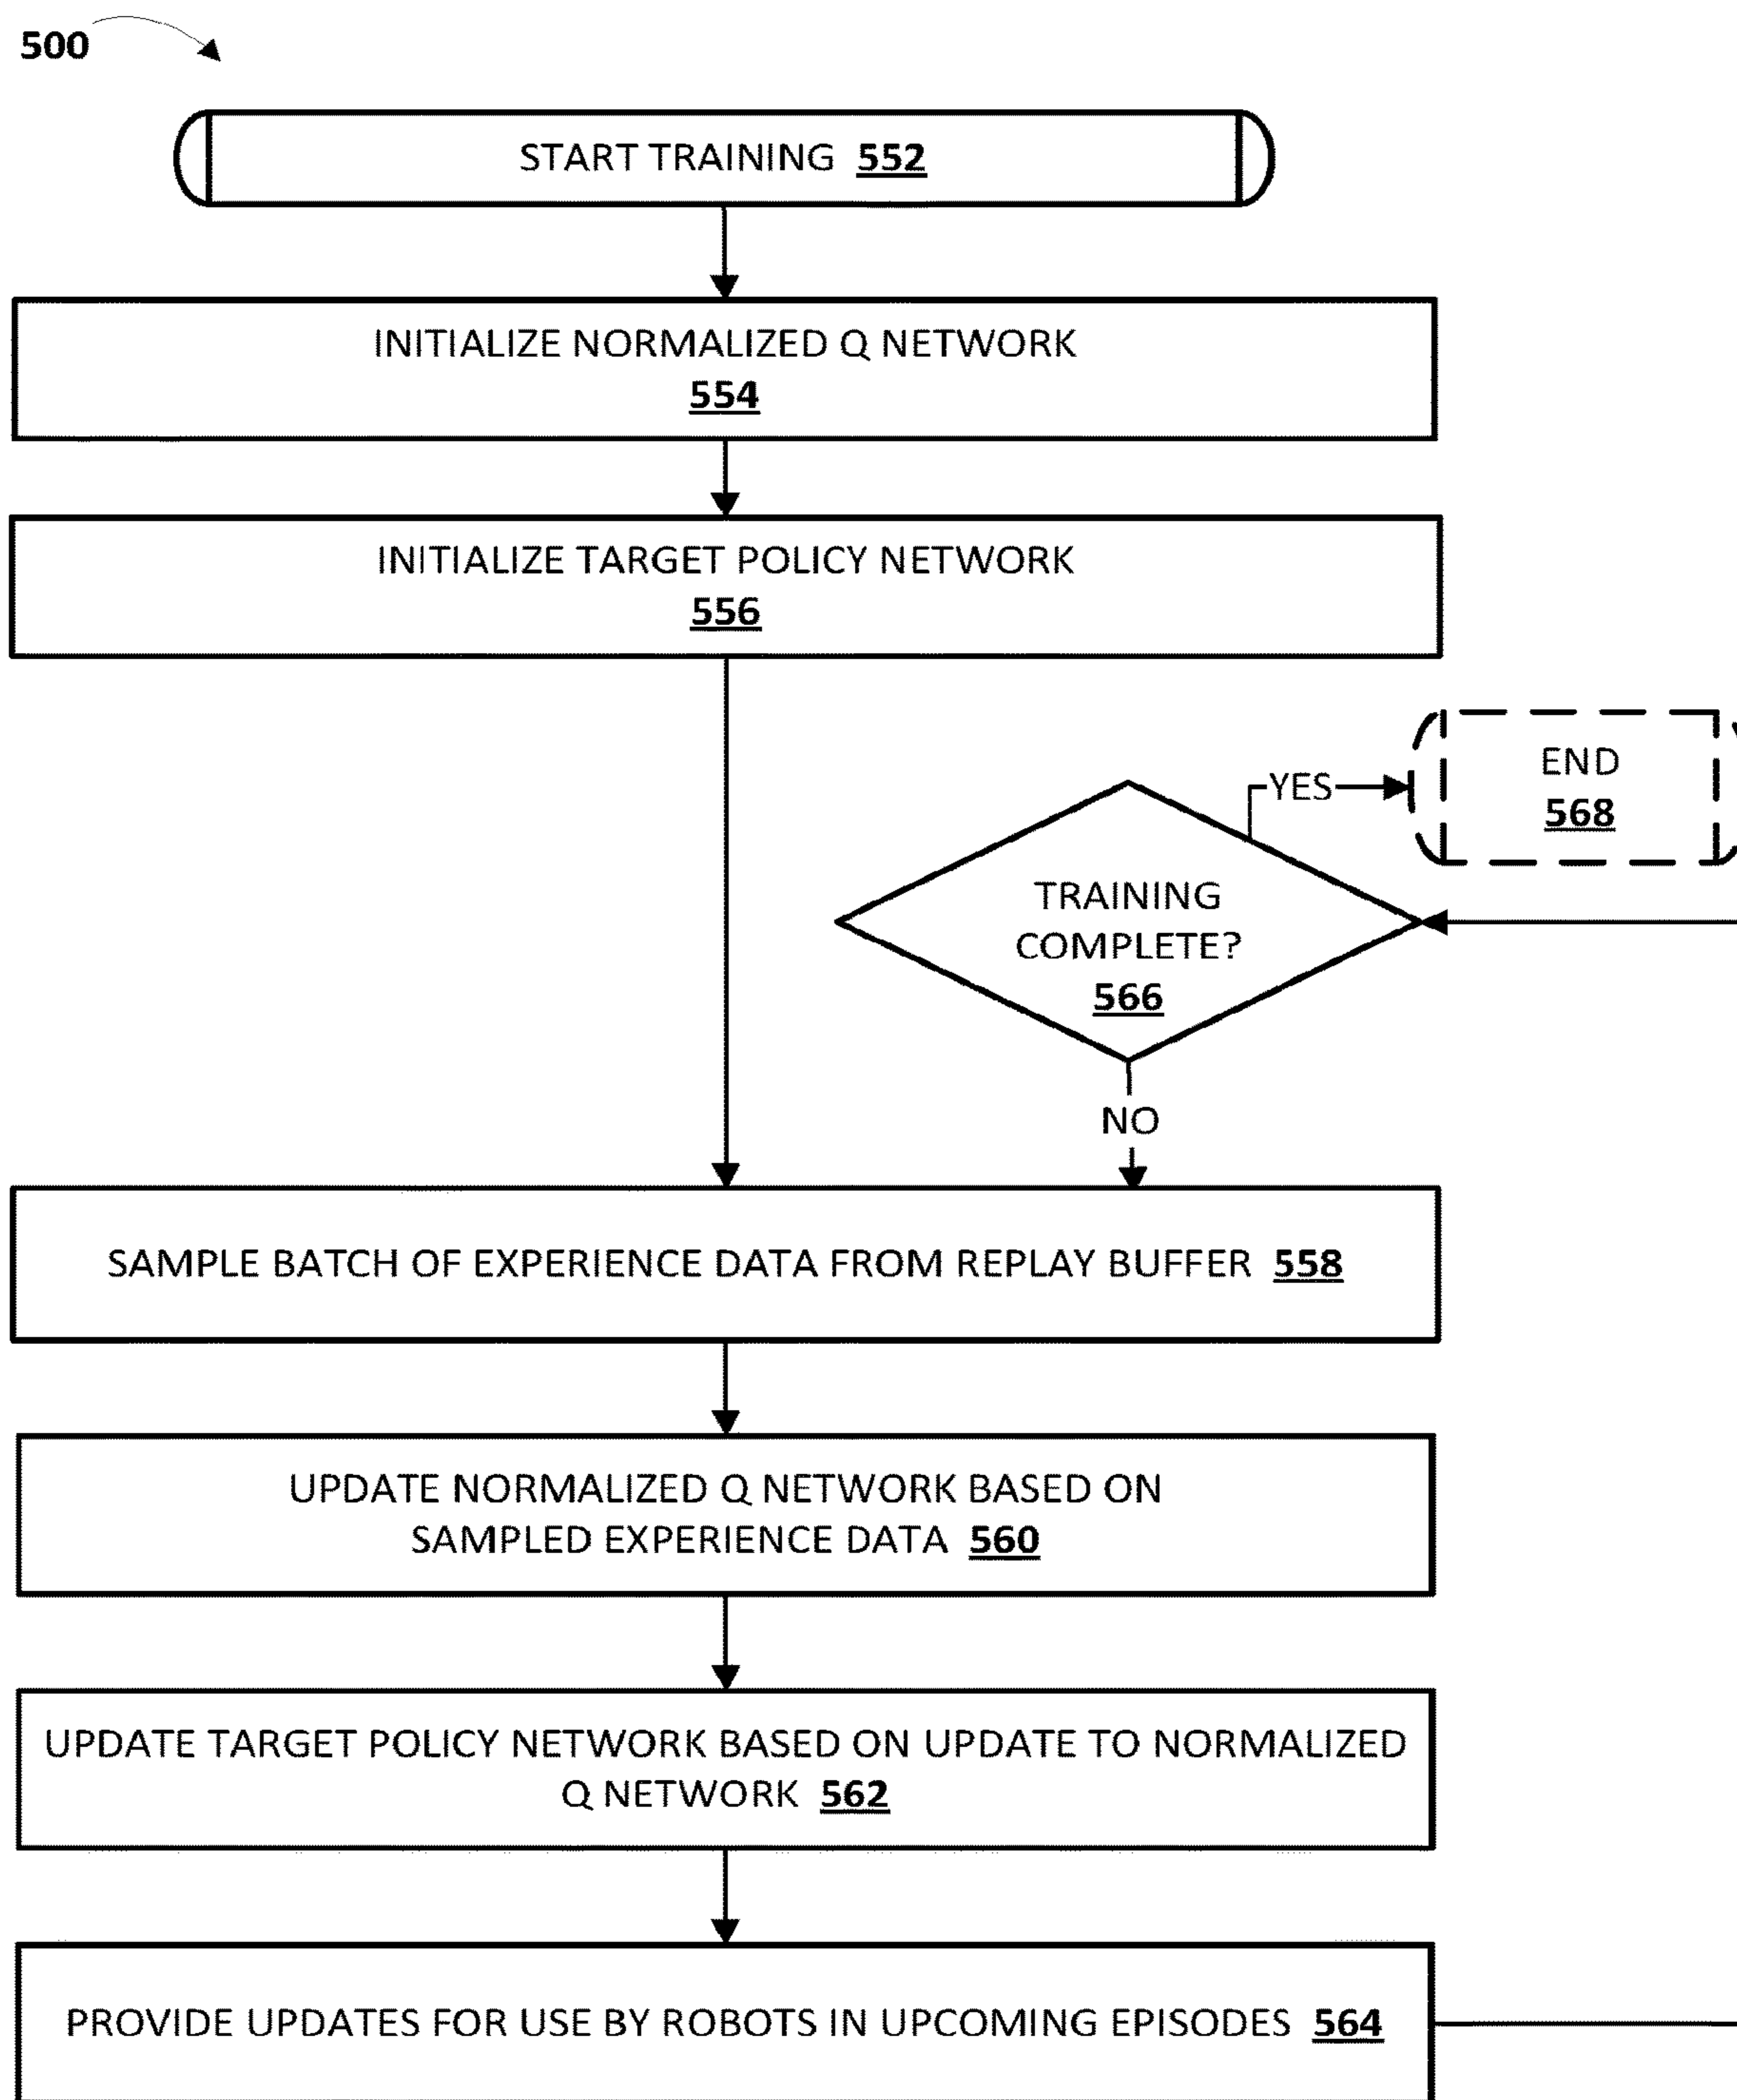 500
START TRAINING 552
INITIALIZE NORMALIZED Q NETWORK
554
INITIALIZE TARGET POLICY NETWORK
556
YES
END
568
TRAINING
COMPLETE?
566
NO
SAMPLE BATCH OF EXPERIENCE DATA FROM REPLAY BUFFER 558
UPDATE NORMALIZED Q NETWORK BASED ON
SAMPLED EXPERIENCE DATA 560
UPDATE TARGET POLICY NETWORK BASED ON UPDATE TO NORMALIZED
Q NETWORK 562
PROVIDE UPDATES FOR USE BY ROBOTS IN UPCOMING EPISODES 564